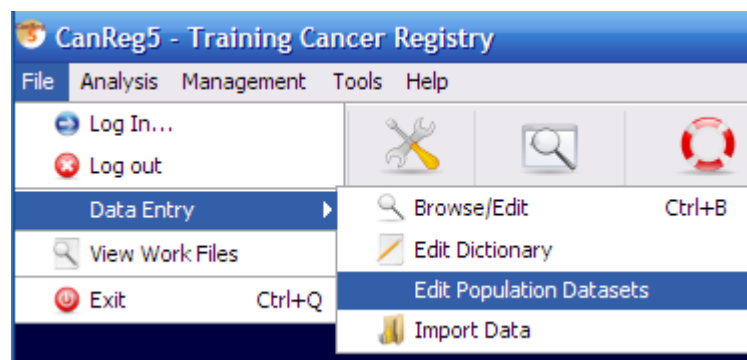 CanReg5 - Training Cancer Registry
File Analysis Management Tools Help
Log In...
Log out
Data Entry
Browse/Edit Ctrl+B
View Work Files
Edit Dictionary
Edit Population Datasets
Exit Ctrl+Q
Import Data